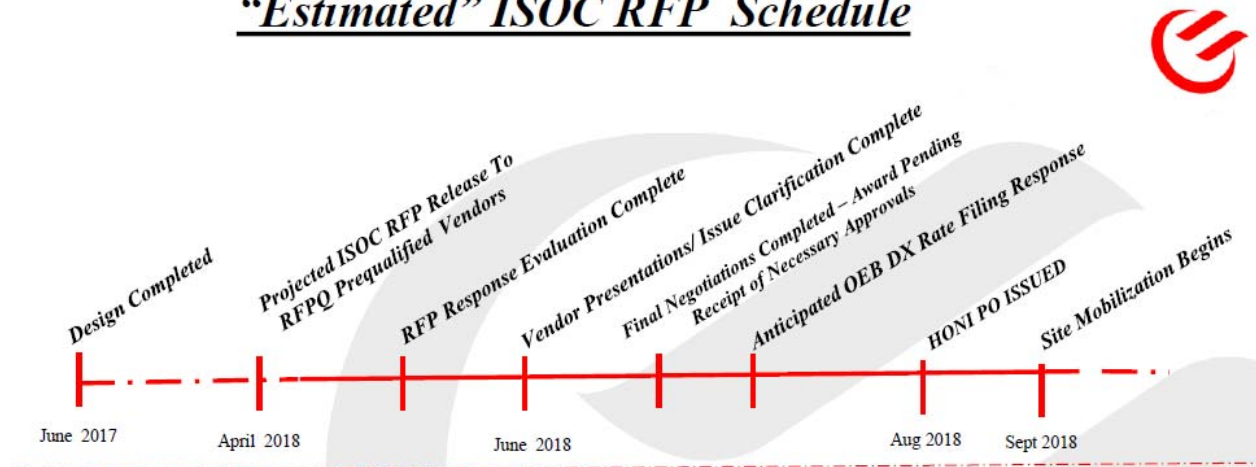 “Estimated” ISOC RFP Schedule
Design Completed
Projected ISOC RFP Release To
RFPQ Prequalified Vendors
RFP Response Evaluation Complete
Vendor Presentations/ Issue Clarification Complete
Final Negotiations Completed – Award Pending
Receipt of Necessary Approvals
Anticipated OEB DX Rate Filing Response
HONI PO ISSUED
Site Mobilization Begins
June 2017
April 2018
June 2018
Aug 2018
Sept 2018